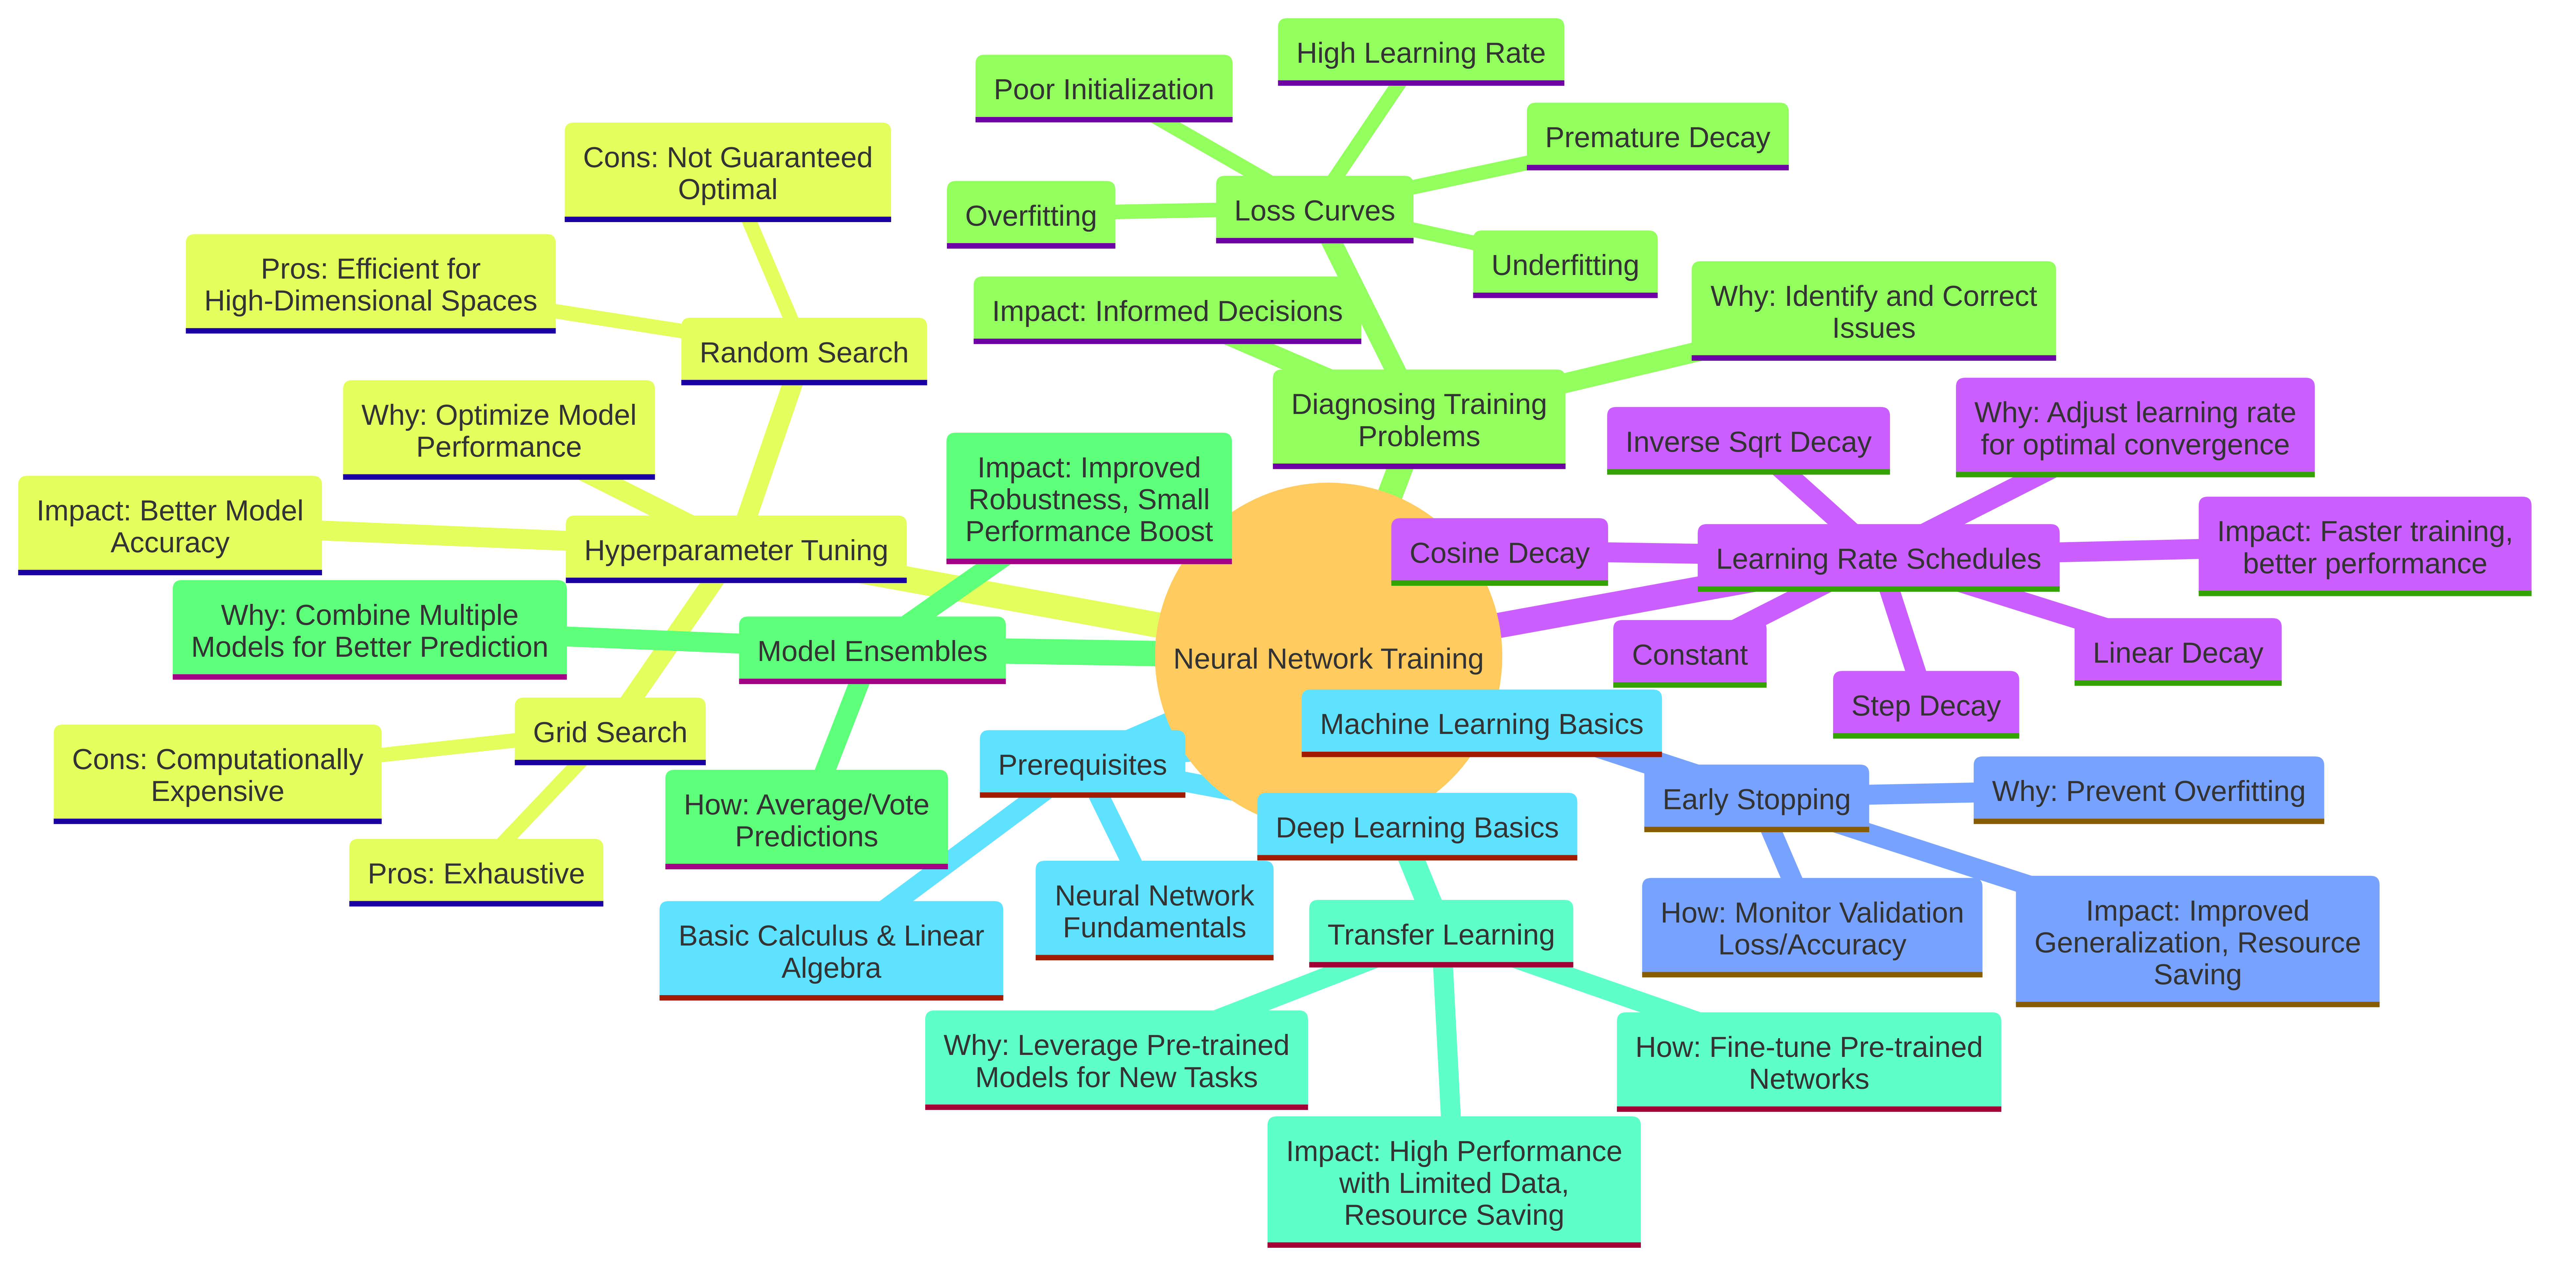 High Learning Rate
Poor Initialization
Premature Decay
Cons: Not Guaranteed
Optimal
Overfitting
Loss Curves
Underfitting
Pros: Efficient for
High-Dimensional Spaces
Impact: Informed Decisions
Why: Identify and Correct
Issues
Random Search
Diagnosing Training
Problems
Why: Optimize Model
Performance
Inverse Sqrt Decay
Why: Adjust learning rate
for optimal convergence
Impact: Improved
Robustness, Small
Performance Boost
Impact: Better Model
Accuracy
Hyperparameter Tuning
Cosine Decay
Learning Rate Schedules
Impact: Faster training,
better performance
Why: Combine Multiple
Models for Better Prediction
Model Ensembles
Neural Network Training
Constant
Linear Decay
Step Decay
Grid Search
Machine Learning Basics
Prerequisites
Cons: Computationally
Expensive
Early Stopping
Why: Prevent Overfitting
How: Average/Vote
Predictions
Deep Learning Basics
Pros: Exhaustive
Neural Network
Fundamentals
Basic Calculus & Linear
Algebra
Transfer Learning
How: Monitor Validation
Loss/Accuracy
Impact: Improved
Generalization, Resource
Saving
Why: Leverage Pre-trained
Models for New Tasks
How: Fine-tune Pre-trained
Networks
Impact: High Performance
with Limited Data,
Resource Saving